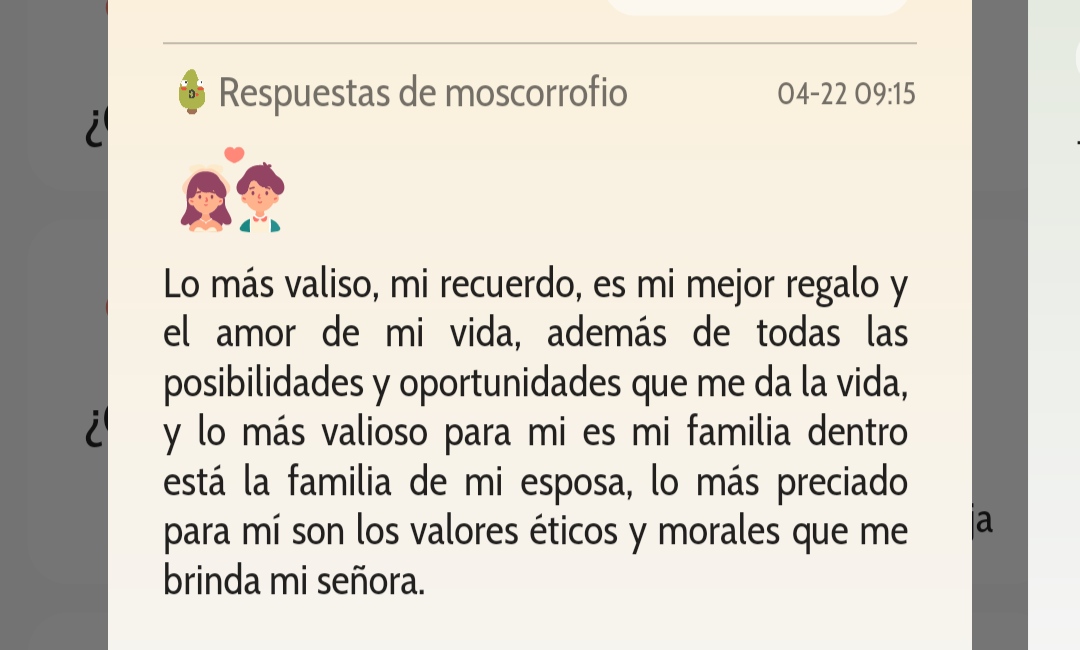 Respuestas de moscorrofio
04-22 09:15
Lo más valiso, mi recuerdo, es mi mejor regalo y
el amor de mi vida, además de todas las
posibilidades y oportunidades que me da la vida,
y lo más valioso para mi es mi familia dentro
está la familia de mi esposa, lo más preciado
para mí son los valores éticos y morales que me
brinda mi señora.
¿
¿
ja